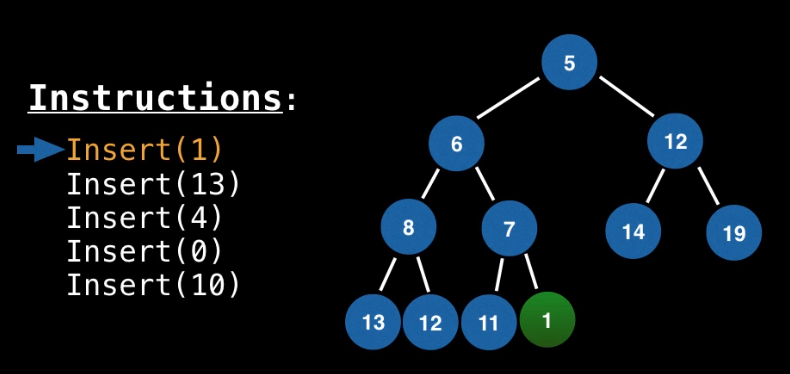 Instructions:
Insert(1)
Insert(13)
Insert(4)
Insert(0)
Insert(10)
5
6 12
8 7 14 19
13 12 11 1